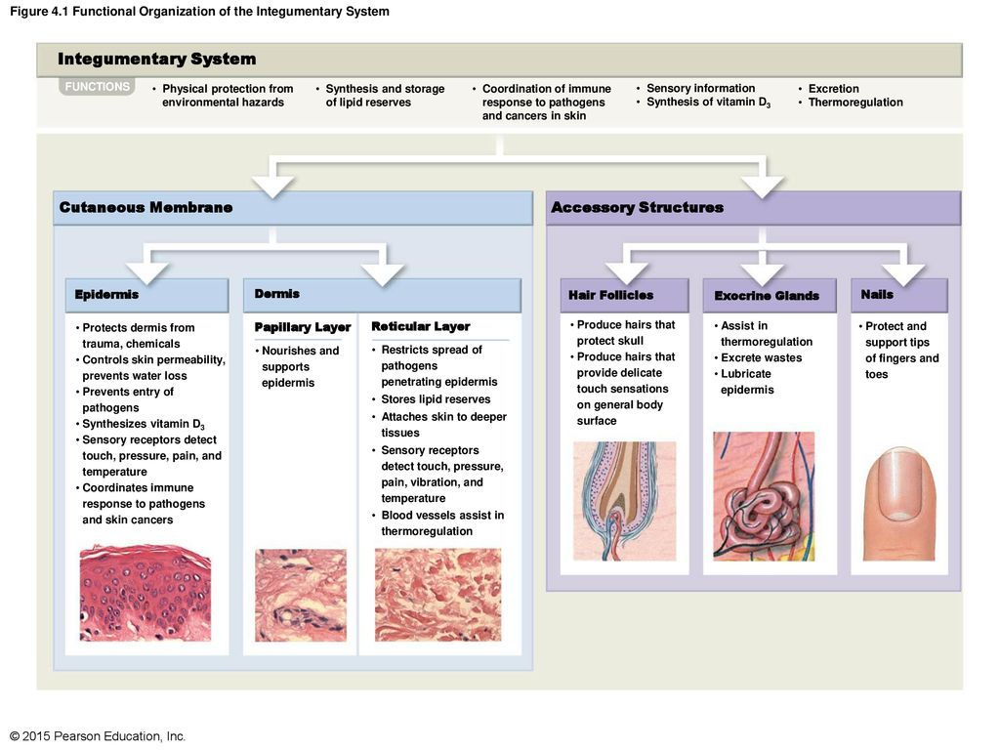 Figure 4.1 Functional Organization of the Integumentary System
Integumentary System
FUNCTIONS
• Physical protection from
environmental hazards
• Synthesis and storage
of lipid reserves
• Coordination of immune
response to pathogens
and cancers in skin
• Sensory information
• Synthesis of vitamin D3
• Excretion
• Thermoregulation
Cutaneous Membrane
Epidermis
• Protects dermis from
trauma, chemicals
• Controls skin permeability,
prevents water loss
• Prevents entry of
pathogens
• Synthesizes vitamin D3
• Sensory receptors detect
touch, pressure, pain, and
temperature
• Coordinates immune
response to pathogens
and skin cancers
Dermis
Papillary Layer
• Nourishes and
supports
epidermis
Reticular Layer
• Restricts spread of
pathogens
penetrating epidermis
• Stores lipid reserves
• Attaches skin to deeper
tissues
• Sensory receptors
detect touch, pressure,
pain, vibration, and
temperature
• Blood vessels assist in
thermoregulation
Accessory Structures
Hair Follicles
• Produce hairs that
protect skull
• Produce hairs that
provide delicate
touch sensations
on general body
surface
Exocrine Glands
• Assist in
thermoregulation
• Excrete wastes
• Lubricate
epidermis
Nails
• Protect and
support tips
of fingers and
toes
© 2015 Pearson Education, Inc.